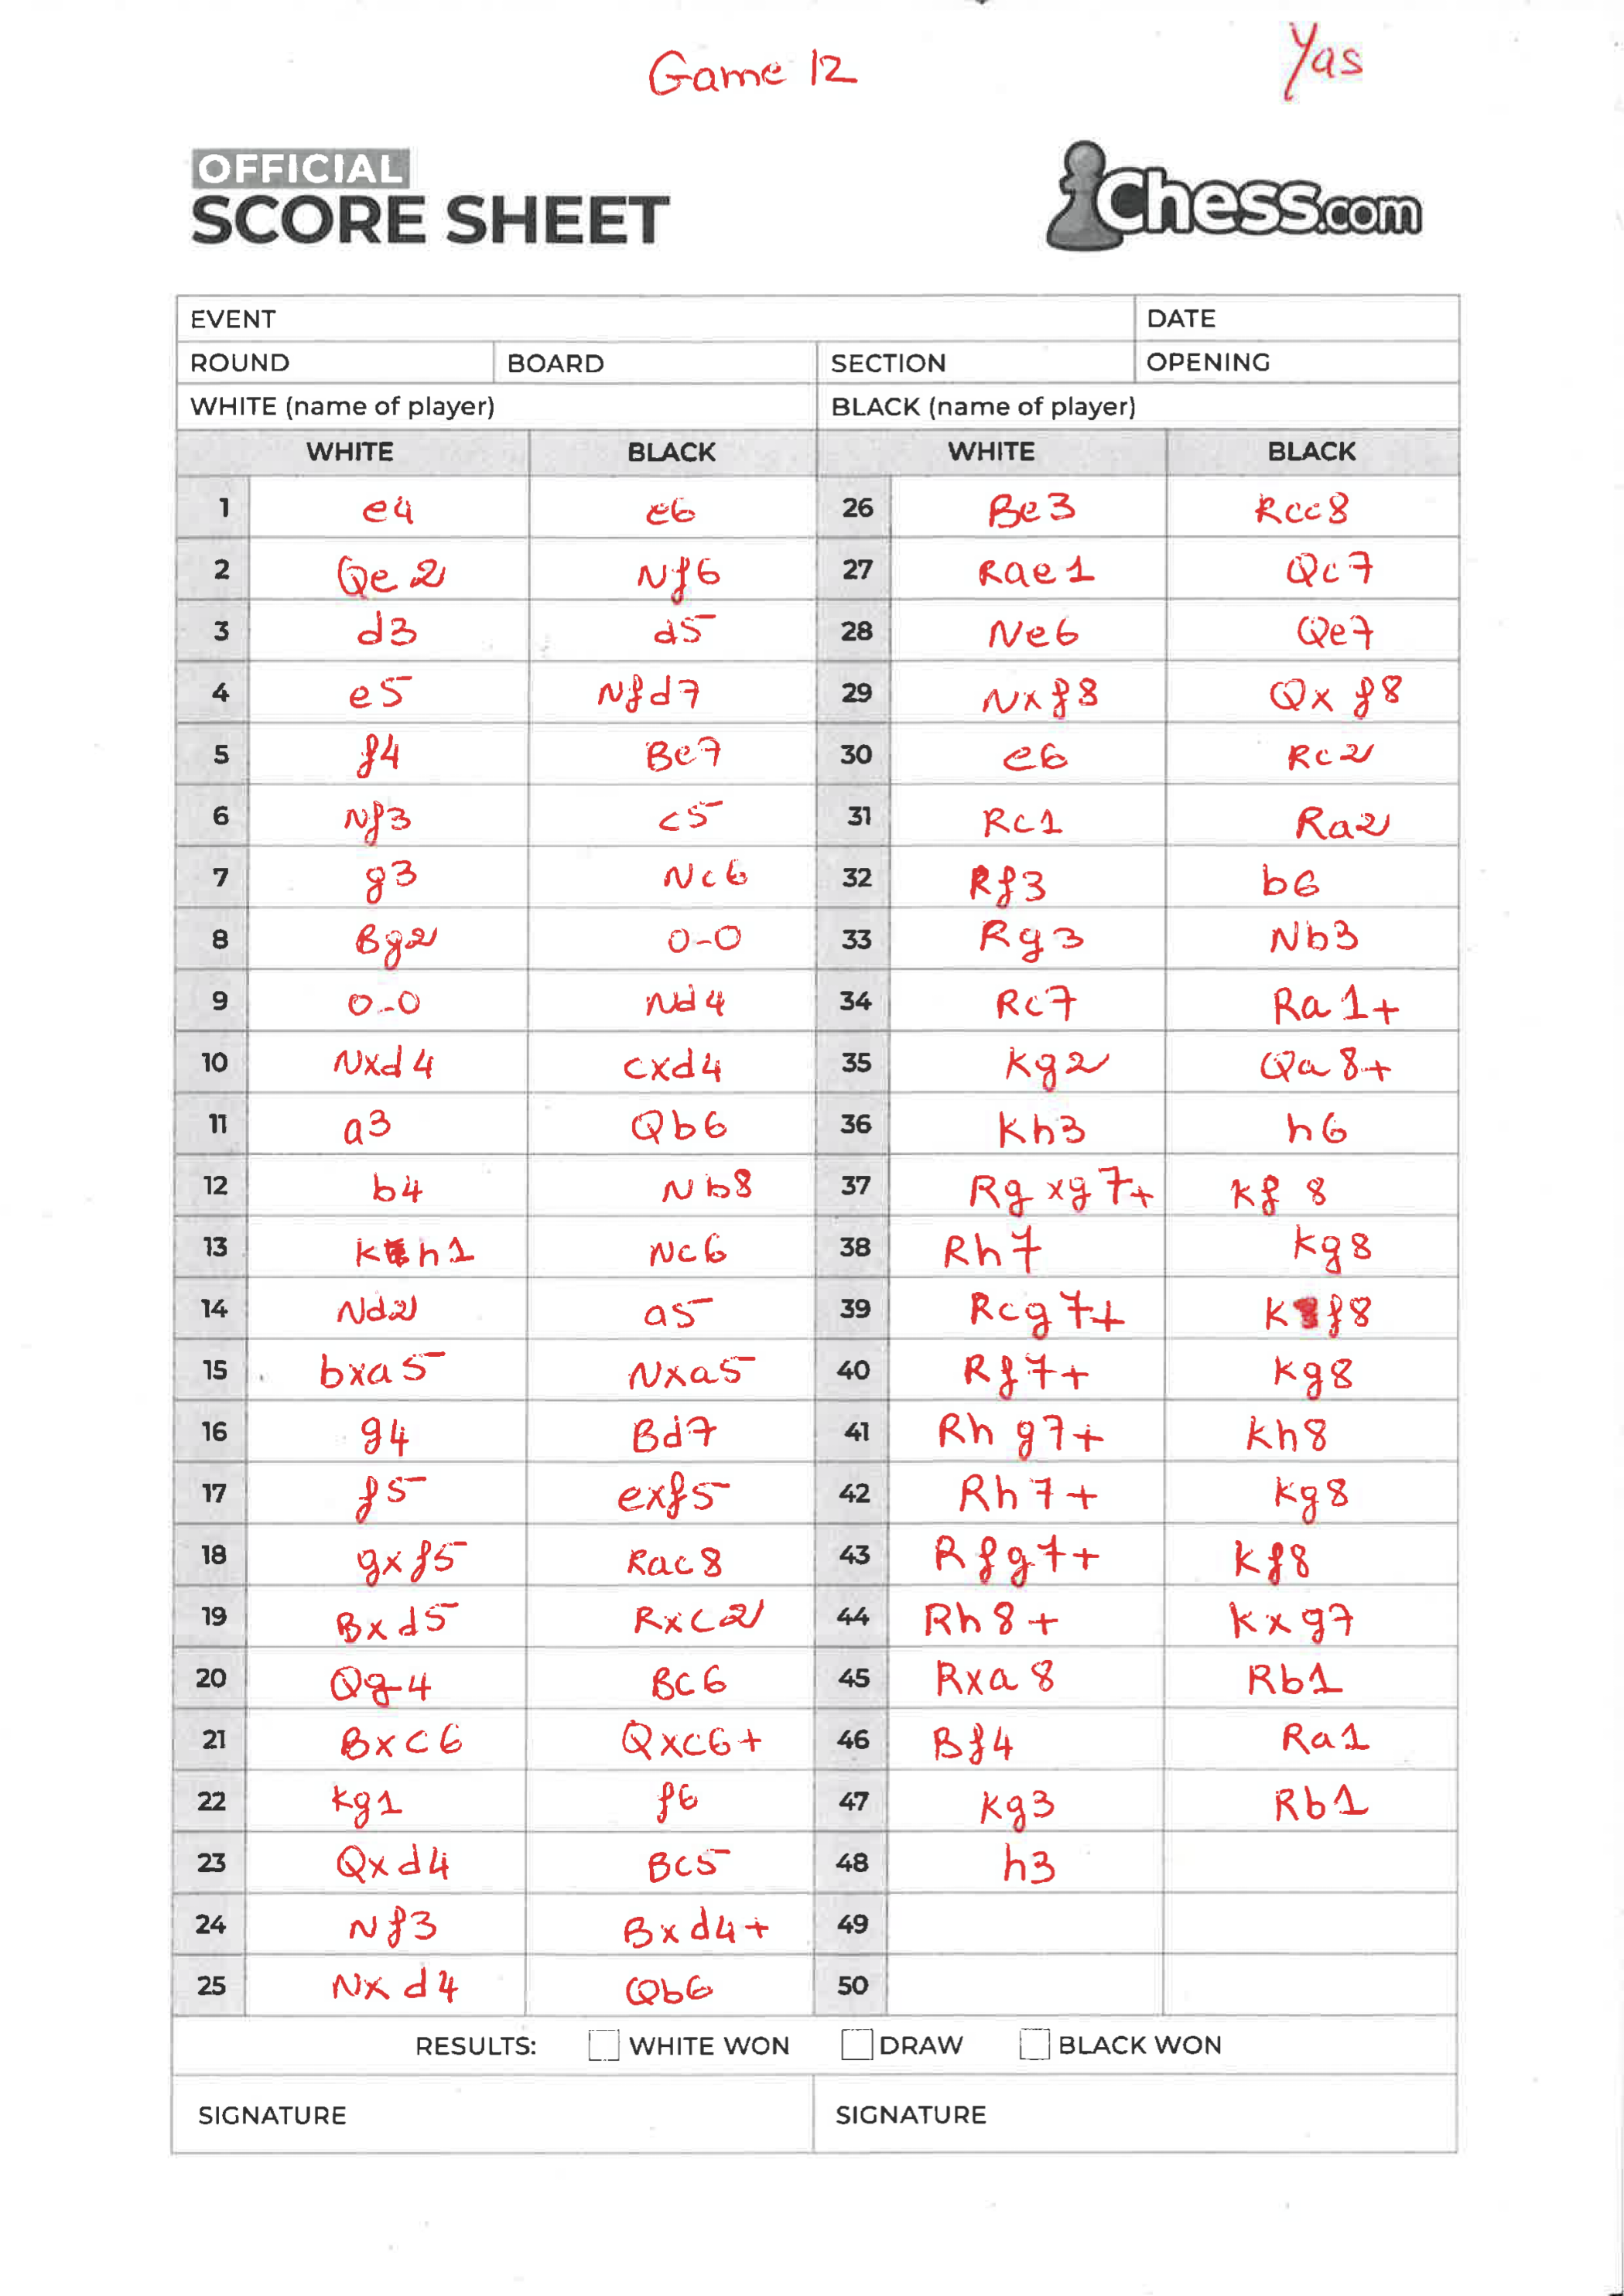 Game 12
Yas
OFFICIAL
SCORE SHEET
Chess.com
EVENT DATE
ROUND BOARD SECTION OPENING
WHITE (name of player) BLACK (name of player)
WHITE BLACK WHITE BLACK
1 e4 e6 26 Be3 Rcc8
2 Qe2 Nf6 27 Rae1 Qc7
3 d3 d5 28 Ne6 Qe7
4 e5 Nfd7 29 Nxf8 Qxf8
5 f4 Be7 30 e6 Rc2
6 Nf3 c5 31 Rc1 Ra2
7 g3 Nc6 32 Rf3 b6
8 Bg2 0-0 33 Rg3 Nb3
9 0-0 Nd4 34 Rc7 Ra1+
10 Nxd4 cxd4 35 Kg2 Qa8+
11 a3 Qb6 36 Kh3 h6
12 b4 Nb8 37 Rgxg7+ Kf8
13 Kh1 Nc6 38 Rh7 Kg8
14 Nd2 a5 39 Rcg7+ Kf8
15 bxa5 Nxa5 40 Rf7+ Kg8
16 g4 Bd7 41 Rhg7+ Kh8
17 f5 exf5 42 Rh7+ Kg8
18 gxf5 Rac8 43 Rfg7+ Kf8
19 Bxd5 Rxc2 44 Rh8+ Kxg7
20 Qg4 Bc6 45 Rxa8 Rb1
21 Bxc6 Qxc6+ 46 Bf4 Ra1
22 Kg1 f6 47 Kg3 Rb1
23 Qxd4 Bc5 48 h3
24 Nf3 Bxd4+ 49
25 Nxd4 Qb6 50
RESULTS: WHITE WON DRAW BLACK WON
SIGNATURE SIGNATURE